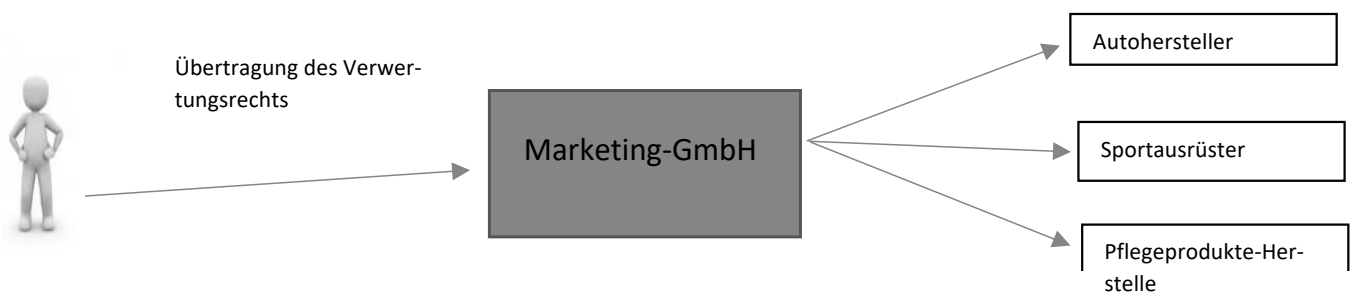 Übertragung des Verwer-
tungsrechts
Marketing-GmbH
Autohersteller
Sportausrüster
Pflegeprodukte-Her-
stelle